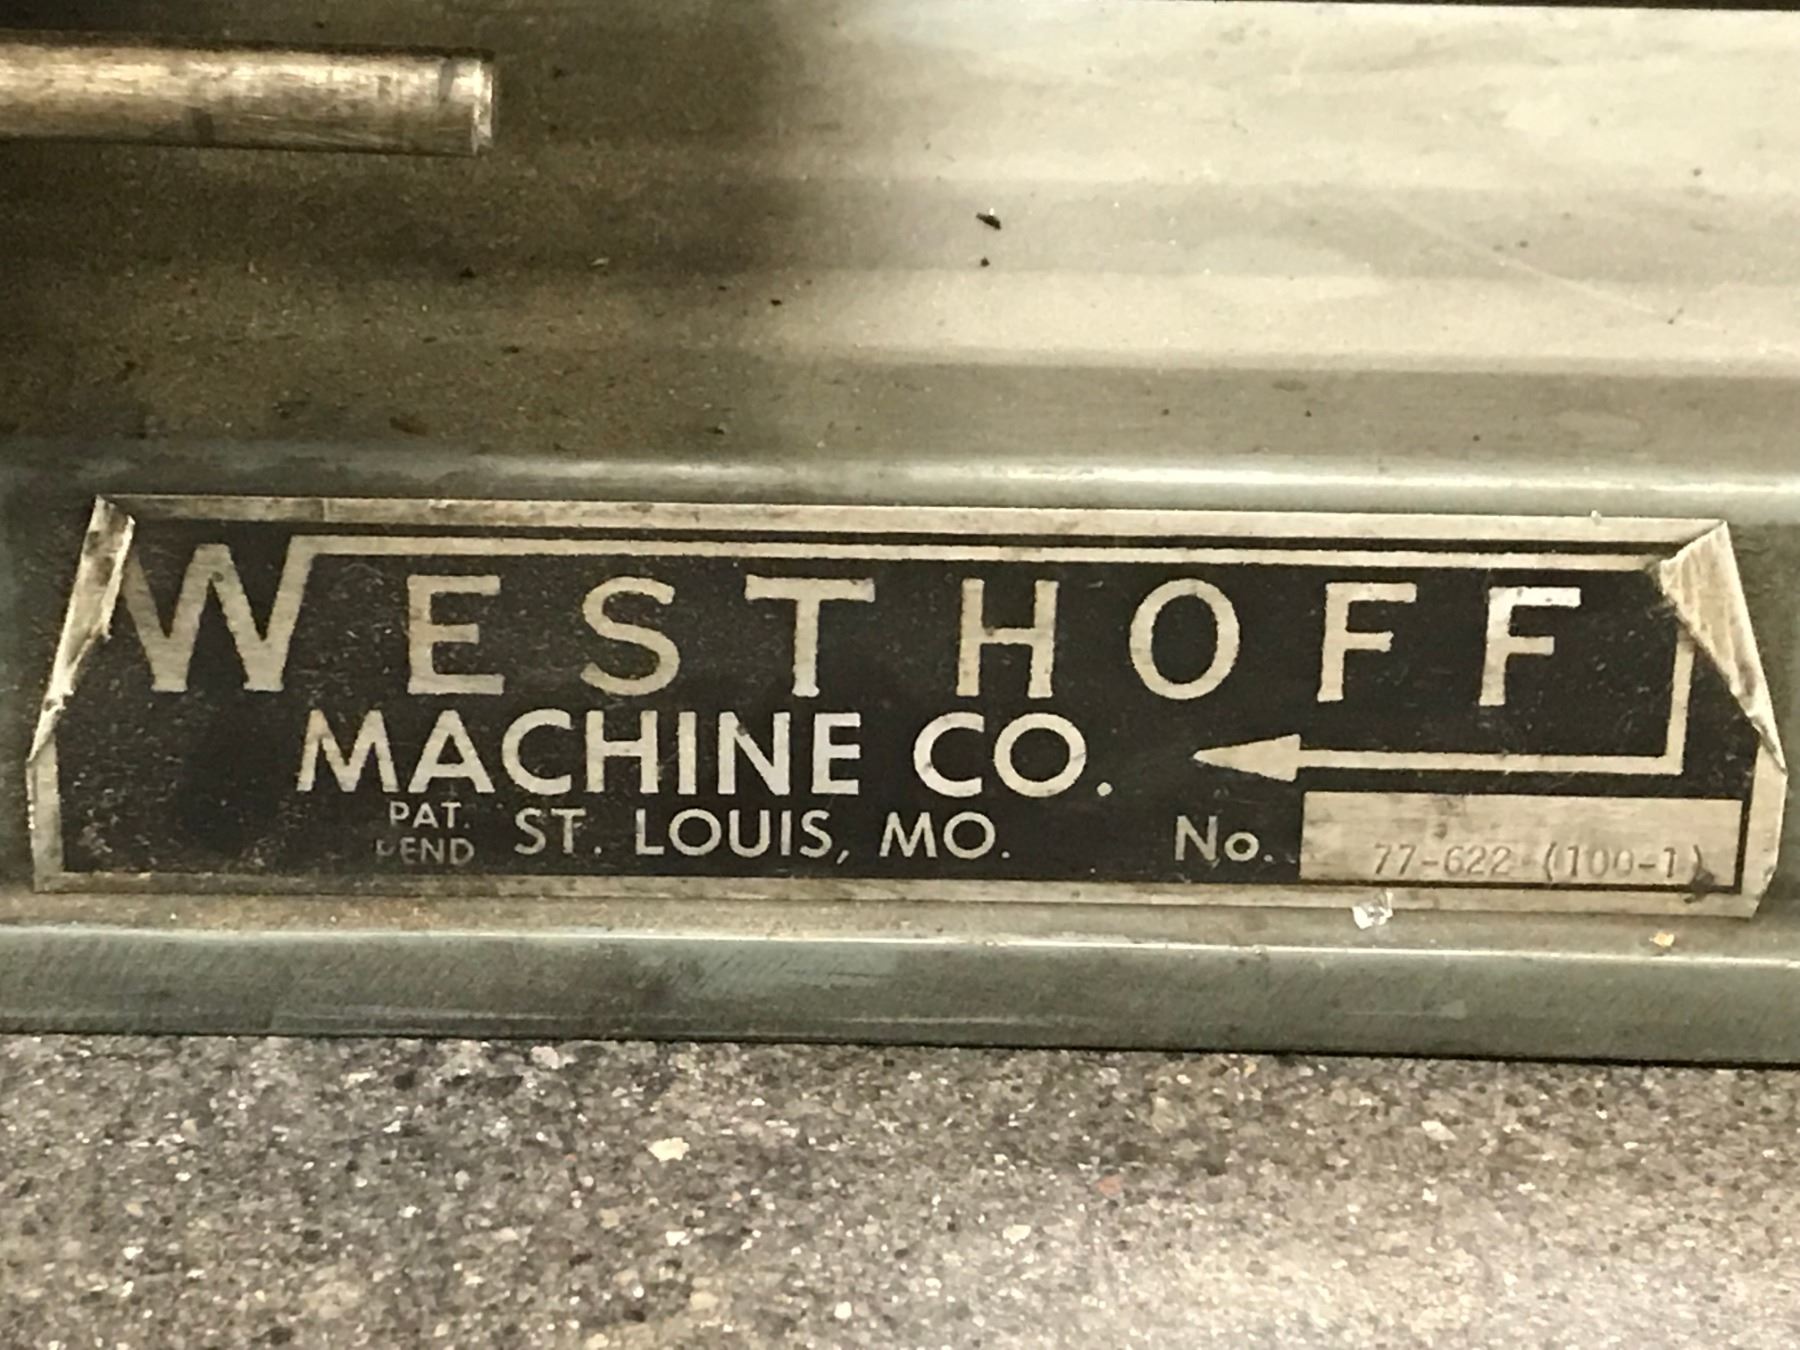 WESTHOFF
MACHINE CO.
PAT.
PEND
ST. LOUIS, MO.
No. 77-622 (100-1)